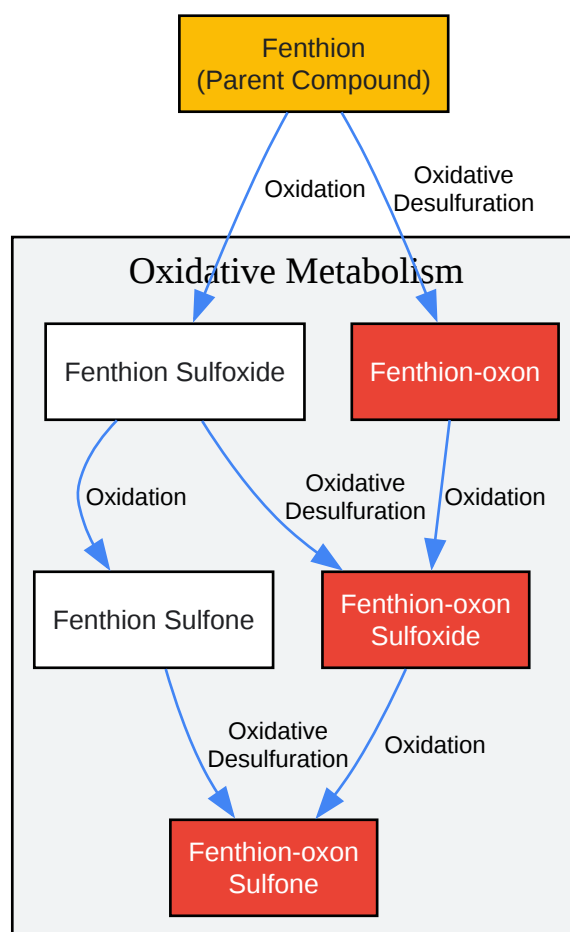 Fenthion
(Parent Compound)
Oxidation
Oxidative
Desulfuration
Oxidative Metabolism
Fenthion Sulfoxide
Fenthion-oxon
Oxidation
Oxidative
Desulfuration
Oxidation
Fenthion Sulfone
Fenthion-oxon
Sulfoxide
Oxidative
Desulfuration
Oxidation
Fenthion-oxon
Sulfone